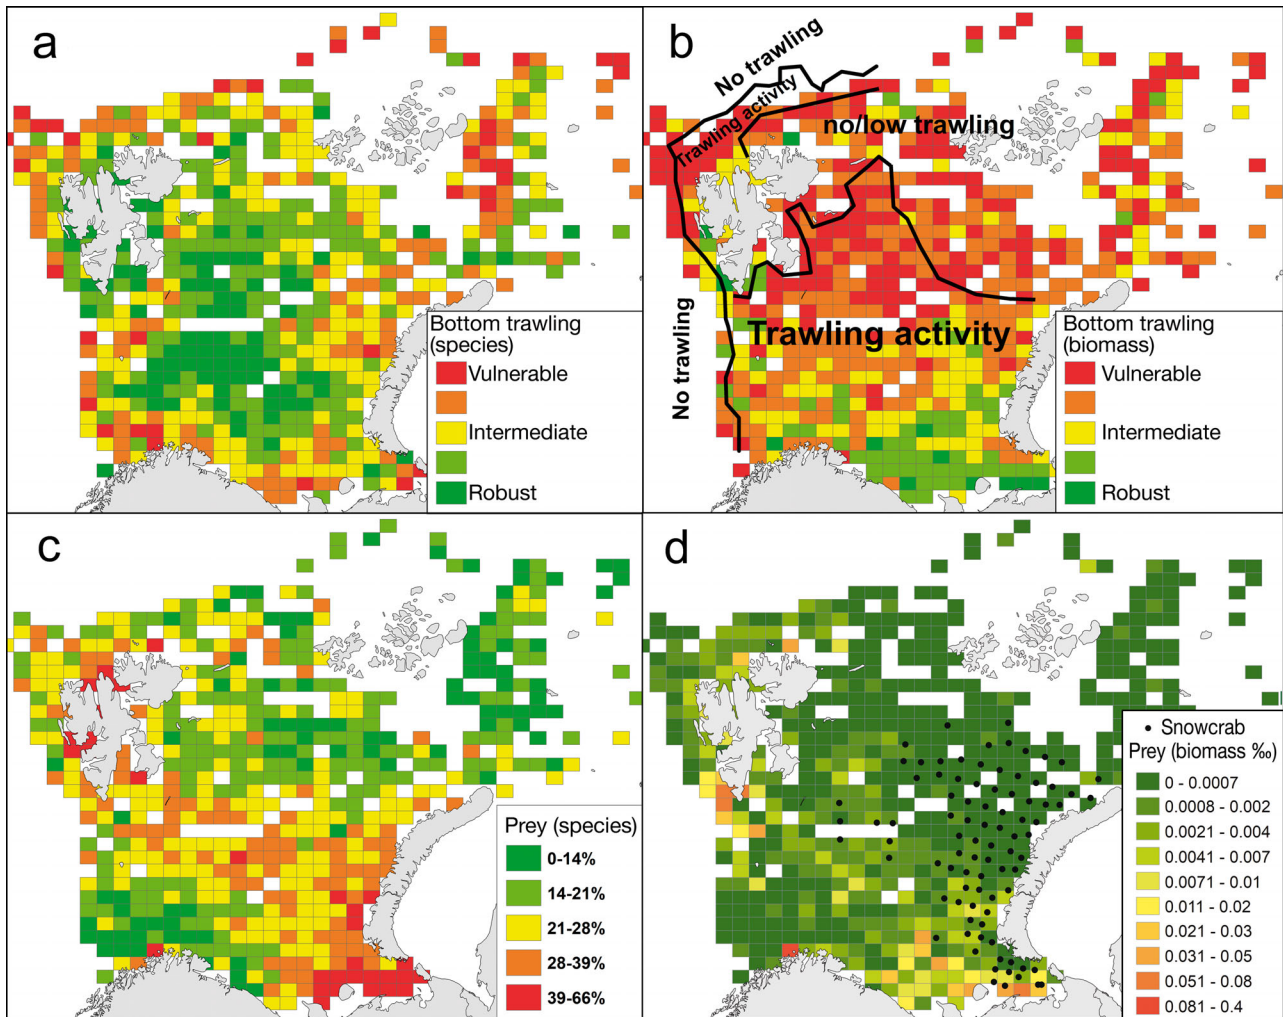 a
Bottom trawling
(species)
Vulnerable
Intermediate
Robust
b
No trawling
Trawling activity
no/low trawling
No trawling
Trawling activity
Bottom trawling
(biomass)
Vulnerable
Intermediate
Robust
c
Prey (species)
0-14%
14-21%
21-28%
28-39%
39-66%
d
Snowcrab
Prey (biomass ‰)
0 - 0.0007
0.0008 - 0.002
0.0021 - 0.004
0.0041 - 0.007
0.0071 - 0.01
0.011 - 0.02
0.021 - 0.03
0.031 - 0.05
0.051 - 0.08
0.081 - 0.4